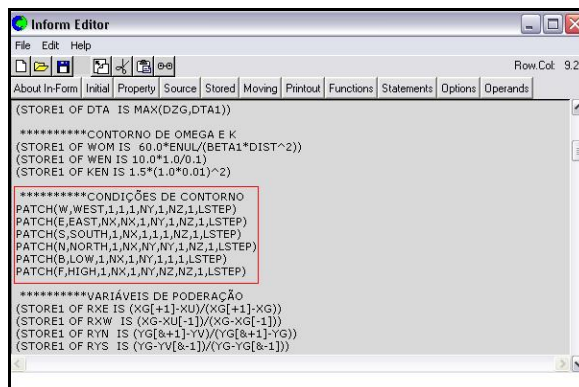 Inform Editor
File Edit Help
Row.Col: 9.2
About In-Form Initial Property Source Stored Moving Printout Functions Statements Options Operands
(STORE1 OF DTA IS MAX(DZG,DTA1))
**********CONTORNO DE OMEGA E K
(STORE1 OF WOM IS 60.0*ENUL/(BETA1*DIST^2))
(STORE1 OF WEN IS 10.0*1.0/0.1)
(STORE1 OF KEN IS 1.5*(1.0*0.01)^2)
**********CONDIÇÕES DE CONTORNO
PATCH(W,WEST,1,1,1,NY,1,NZ,1,LSTEP)
PATCH(E,EAST,NX,NX,1,NY,1,NZ,1,LSTEP)
PATCH(S,SOUTH,1,NX,1,1,1,NZ,1,LSTEP)
PATCH(N,NORTH,1,NX,NY,NY,1,NZ,1,LSTEP)
PATCH(B,LOW,1,NX,1,NY,1,1,1,LSTEP)
PATCH(F,HIGH,1,NX,1,NY,NZ,NZ,1,LSTEP)
**********VARIÁVEIS DE PODERAÇÃO
(STORE1 OF RXE IS (XG[+1]-XU)/(XG[+1]-XG))
(STORE1 OF RXW IS (XG-XU[-1])/(XG-XG[-1]))
(STORE1 OF RYN IS (YG[&+1]-YV)/(YG[&+1]-YG))
(STORE1 OF RYS IS (YG-YV[&-1])/(YG-YG[&-1]))